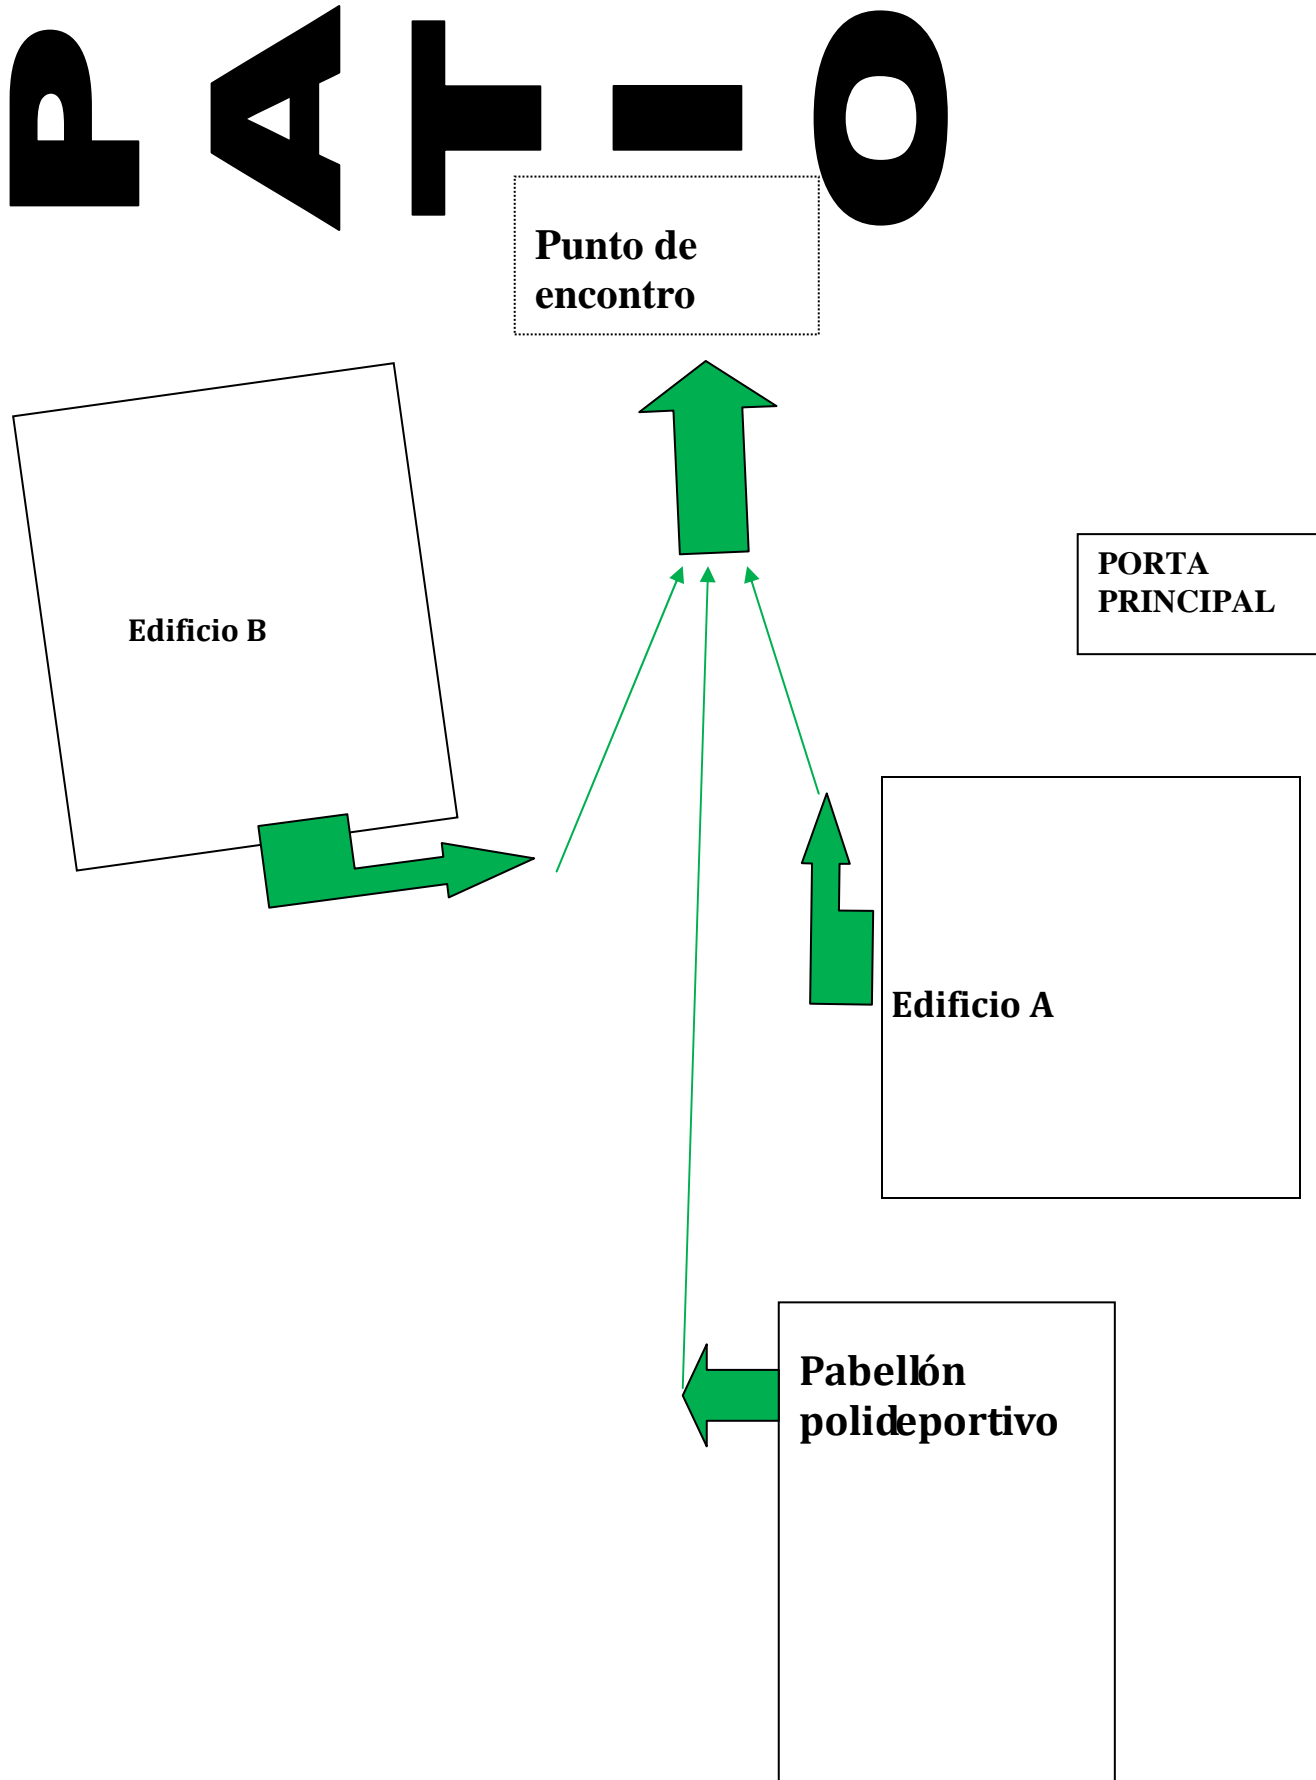 PATIO
Punto de
encontro
PORTA
PRINCIPAL
Edificio B
Edificio A
Pabellón
polideportivo